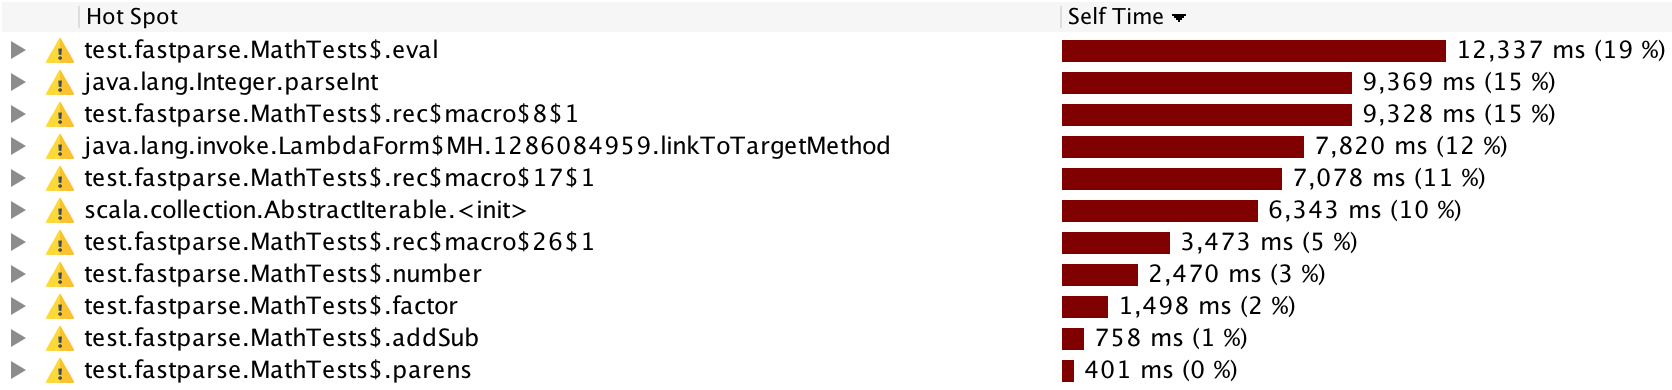 Hot Spot Self Time
test.fastparse.MathTests$.eval 12,337 ms (19 %)
java.lang.Integer.parseInt 9,369 ms (15 %)
test.fastparse.MathTests$.rec$macro$8$1 9,328 ms (15 %)
java.lang.invoke.LambdaForm$MH.1286084959.linkToTargetMethod 7,820 ms (12 %)
test.fastparse.MathTests$.rec$macro$17$1 7,078 ms (11 %)
scala.collection.AbstractIterable.<init> 6,343 ms (10 %)
test.fastparse.MathTests$.rec$macro$26$1 3,473 ms (5 %)
test.fastparse.MathTests$.number 2,470 ms (3 %)
test.fastparse.MathTests$.factor 1,498 ms (2 %)
test.fastparse.MathTests$.addSub 758 ms (1 %)
test.fastparse.MathTests$.parens 401 ms (0 %)